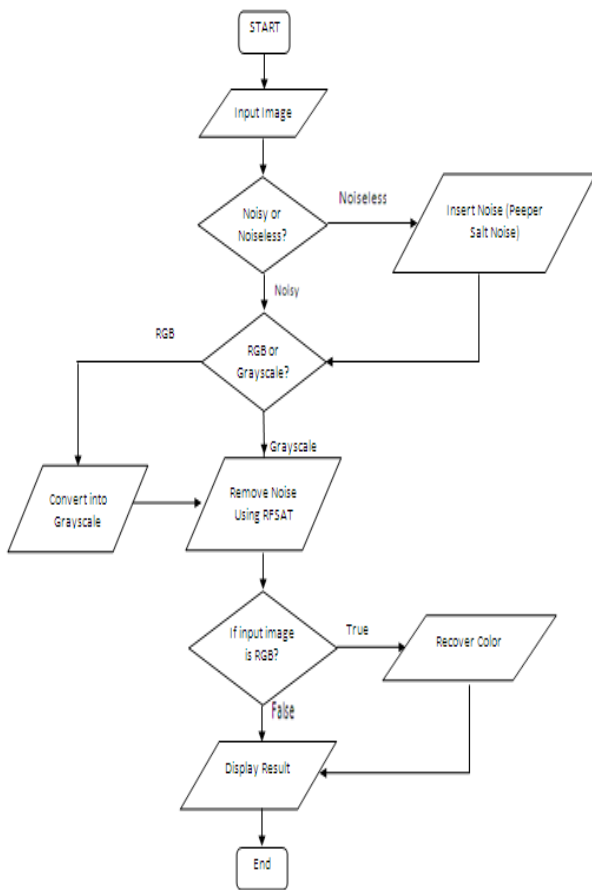 START
Input Image
Noisy or
Noiseless?
Noiseless
Insert Noise (Peeper
Salt Noise)
Noisy
RGB
RGB or
Grayscale?
Grayscale
Convert into
Grayscale
Remove Noise
Using RFSAT
If input image
is RGB?
True
Recover Color
False
Display Result
End